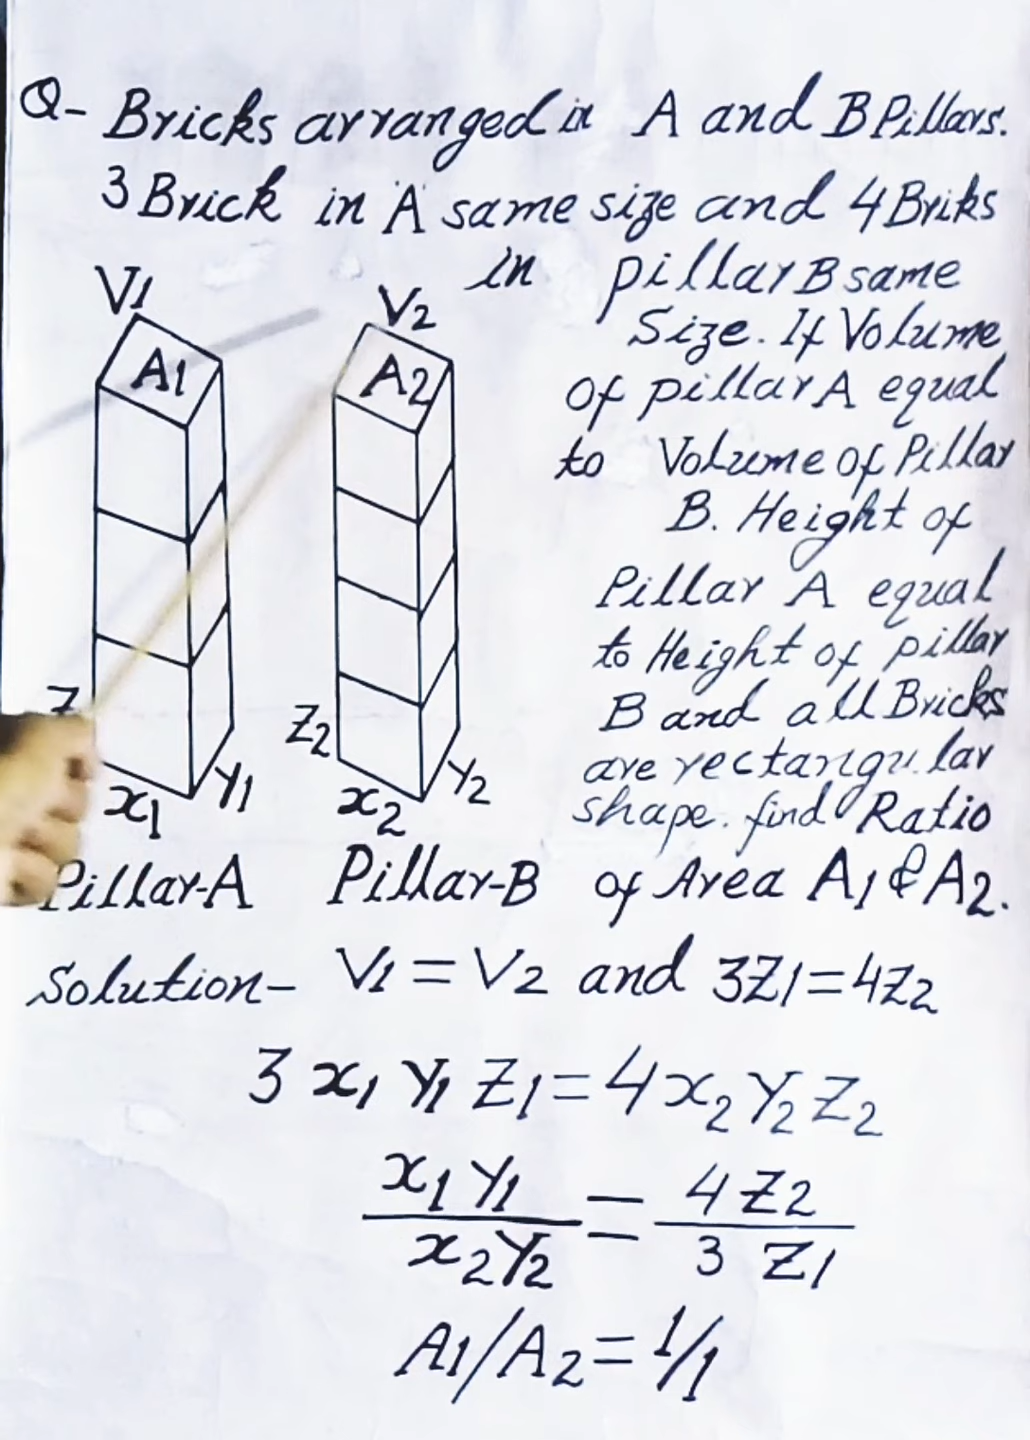 Q- Bricks arranged in A and B Pillars.
3 Brick in A same size and 4 Briks
in pillar B same
Size. If Volume
of pillar A equal
to Volume of Pillar
B. Height of
Pillar A equal
to Height of pillar
B and all Bricks
are rectangular
shape. find Ratio
of Area A1 & A2.
V1
A1
Z
x1
Y1
Pillar-A
V2
A2
Z2
x2
Y2
Pillar-B
Solution- V1 = V2 and 3Z1=4Z2
3 x1 Y1 Z1 = 4 x2 Y2 Z2
x1 Y1 / x2 Y2 = 4 Z2 / 3 Z1
A1/A2 = 1/1